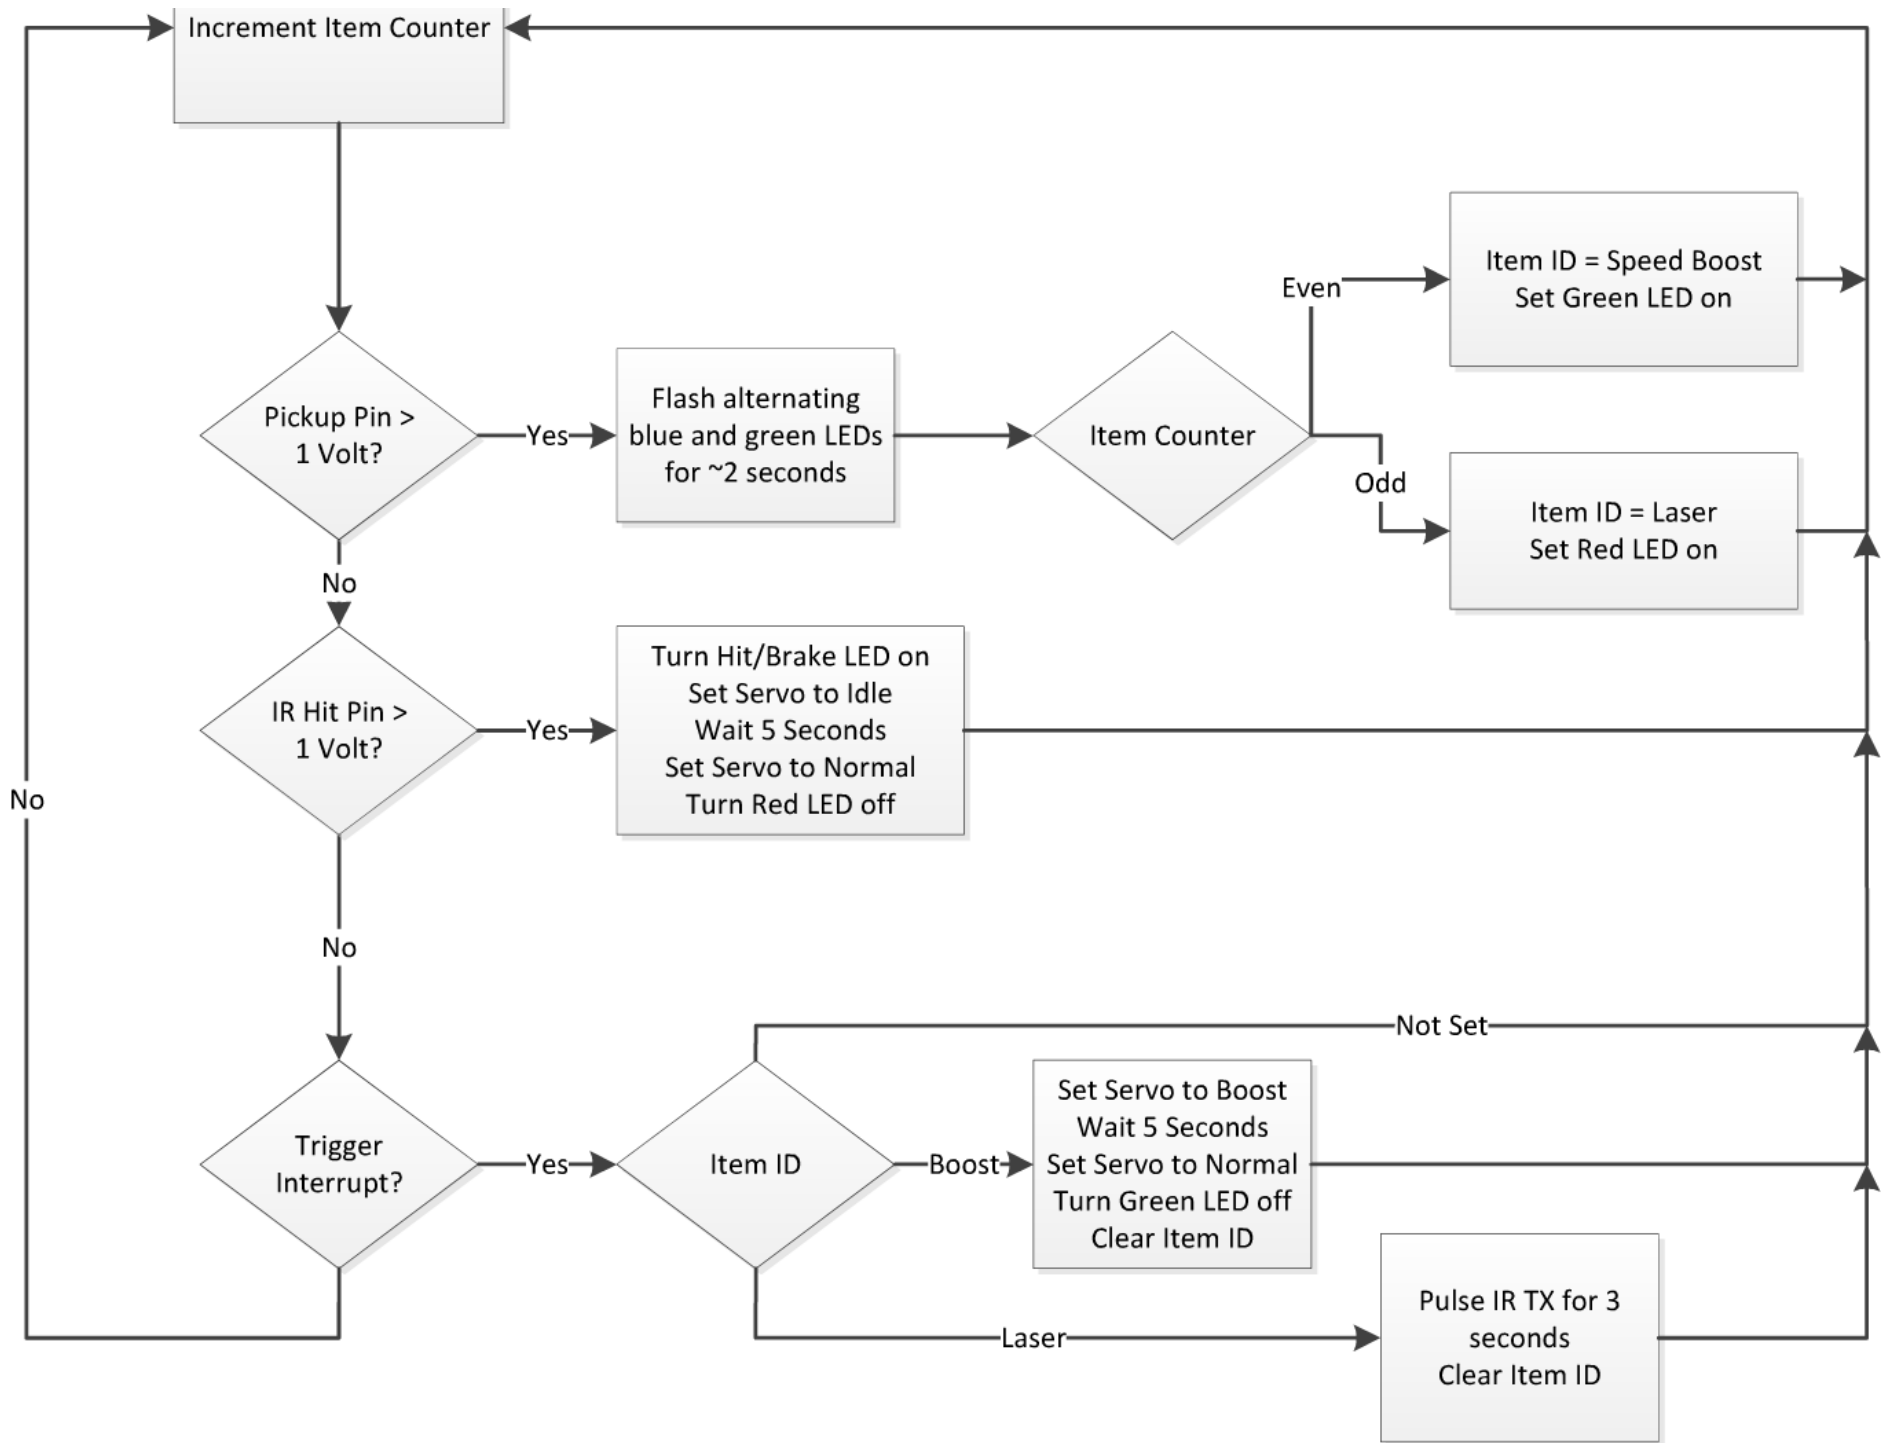 Increment Item Counter
Even
Item ID = Speed Boost
Set Green LED on
Pickup Pin >
1 Volt?
Yes
Flash alternating
blue and green LEDs
for ~2 seconds
Item Counter
Odd
Item ID = Laser
Set Red LED on
No
IR Hit Pin >
1 Volt?
Yes
Turn Hit/Brake LED on
Set Servo to Idle
Wait 5 Seconds
Set Servo to Normal
Turn Red LED off
No
No
Not Set
Trigger
Interrupt?
Yes
Item ID
Boost
Set Servo to Boost
Wait 5 Seconds
Set Servo to Normal
Turn Green LED off
Clear Item ID
Laser
Pulse IR TX for 3
seconds
Clear Item ID